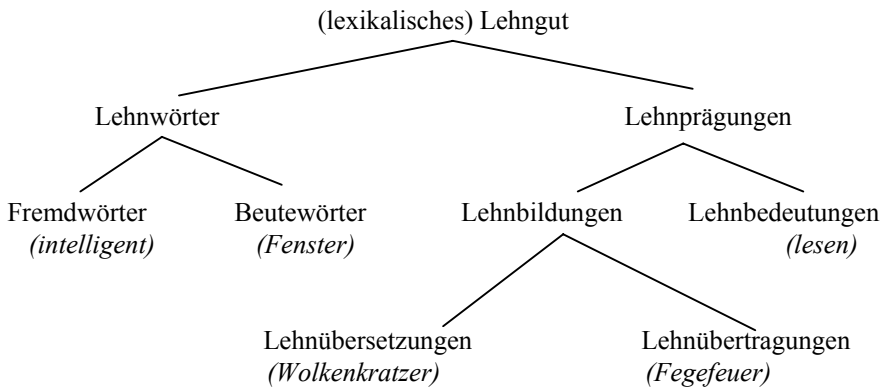 (lexikalisches) Lehngut
Lehnwörter Lehnprägungen
Fremdwörter Beutewörter Lehnbildungen Lehnbedeutungen
(intelligent) (Fenster) (lesen)
Lehnübersetzungen Lehnübertragungen
(Wolkenkratzer) (Fegefeuer)